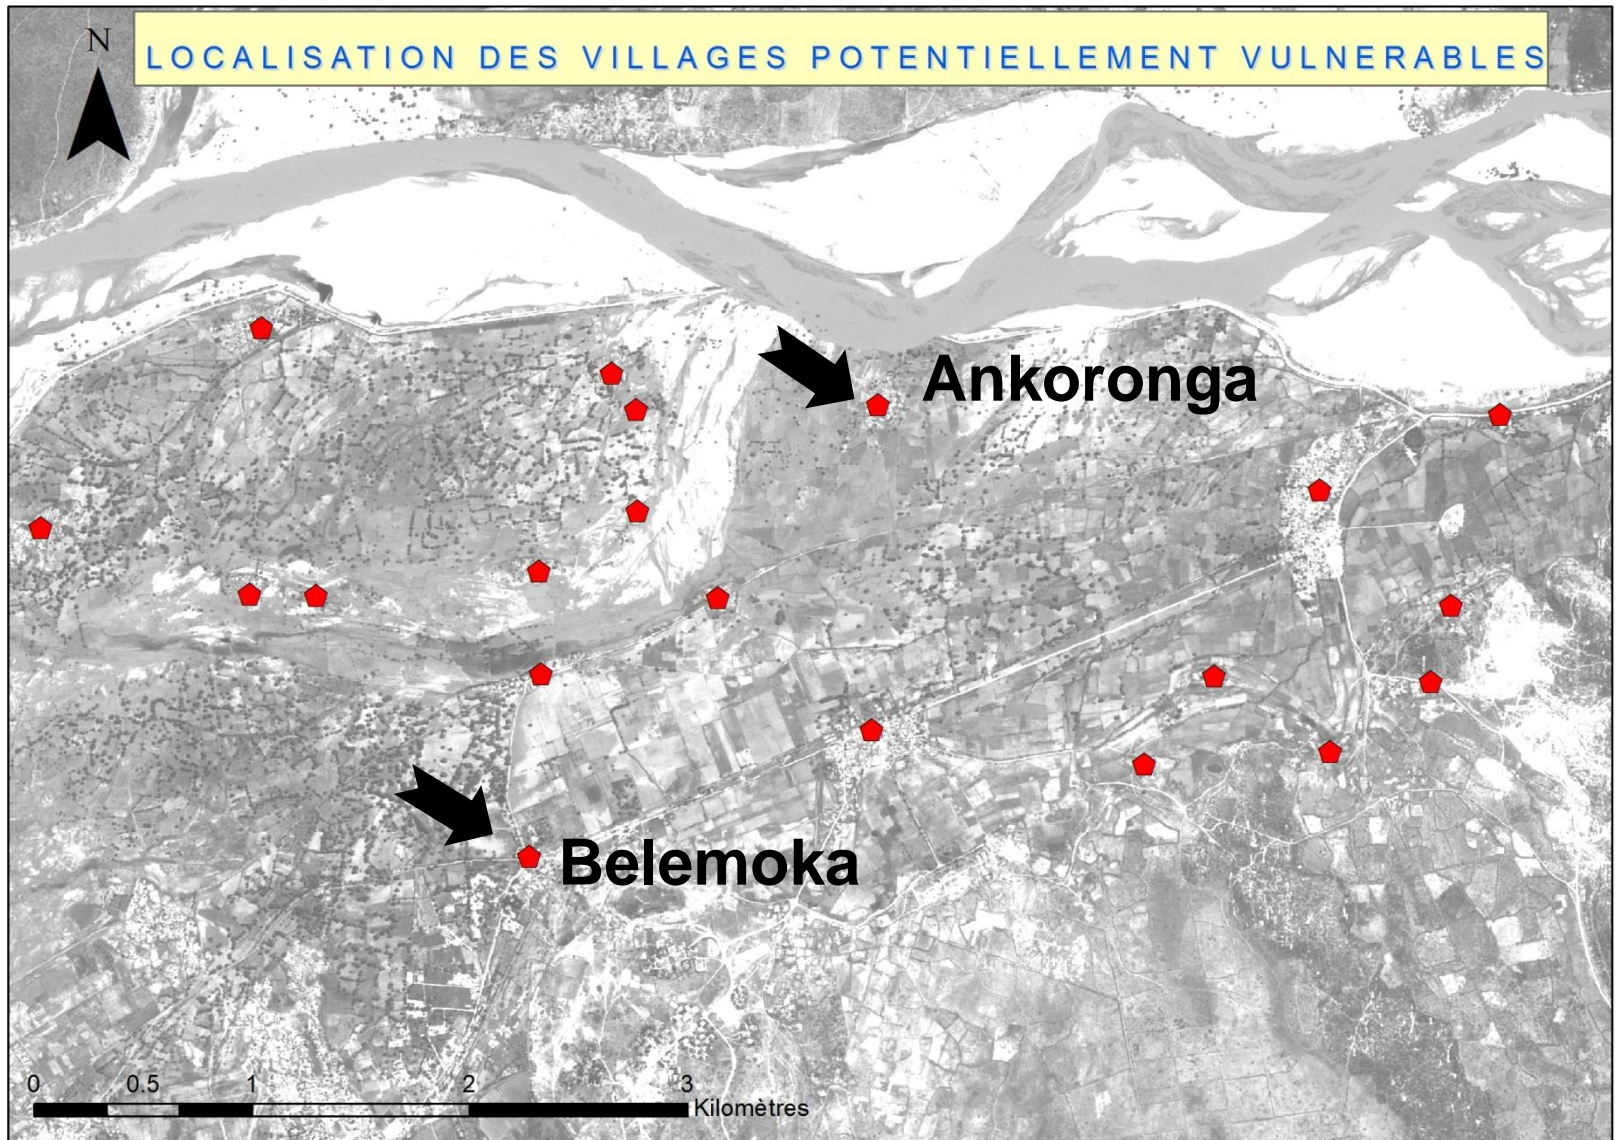 N
LOCALISATION DES VILLAGES POTENTIELLEMENT VULNERABLES
Ankoronga
Belemoka
0 0.5 1 2 3
Kilomètres